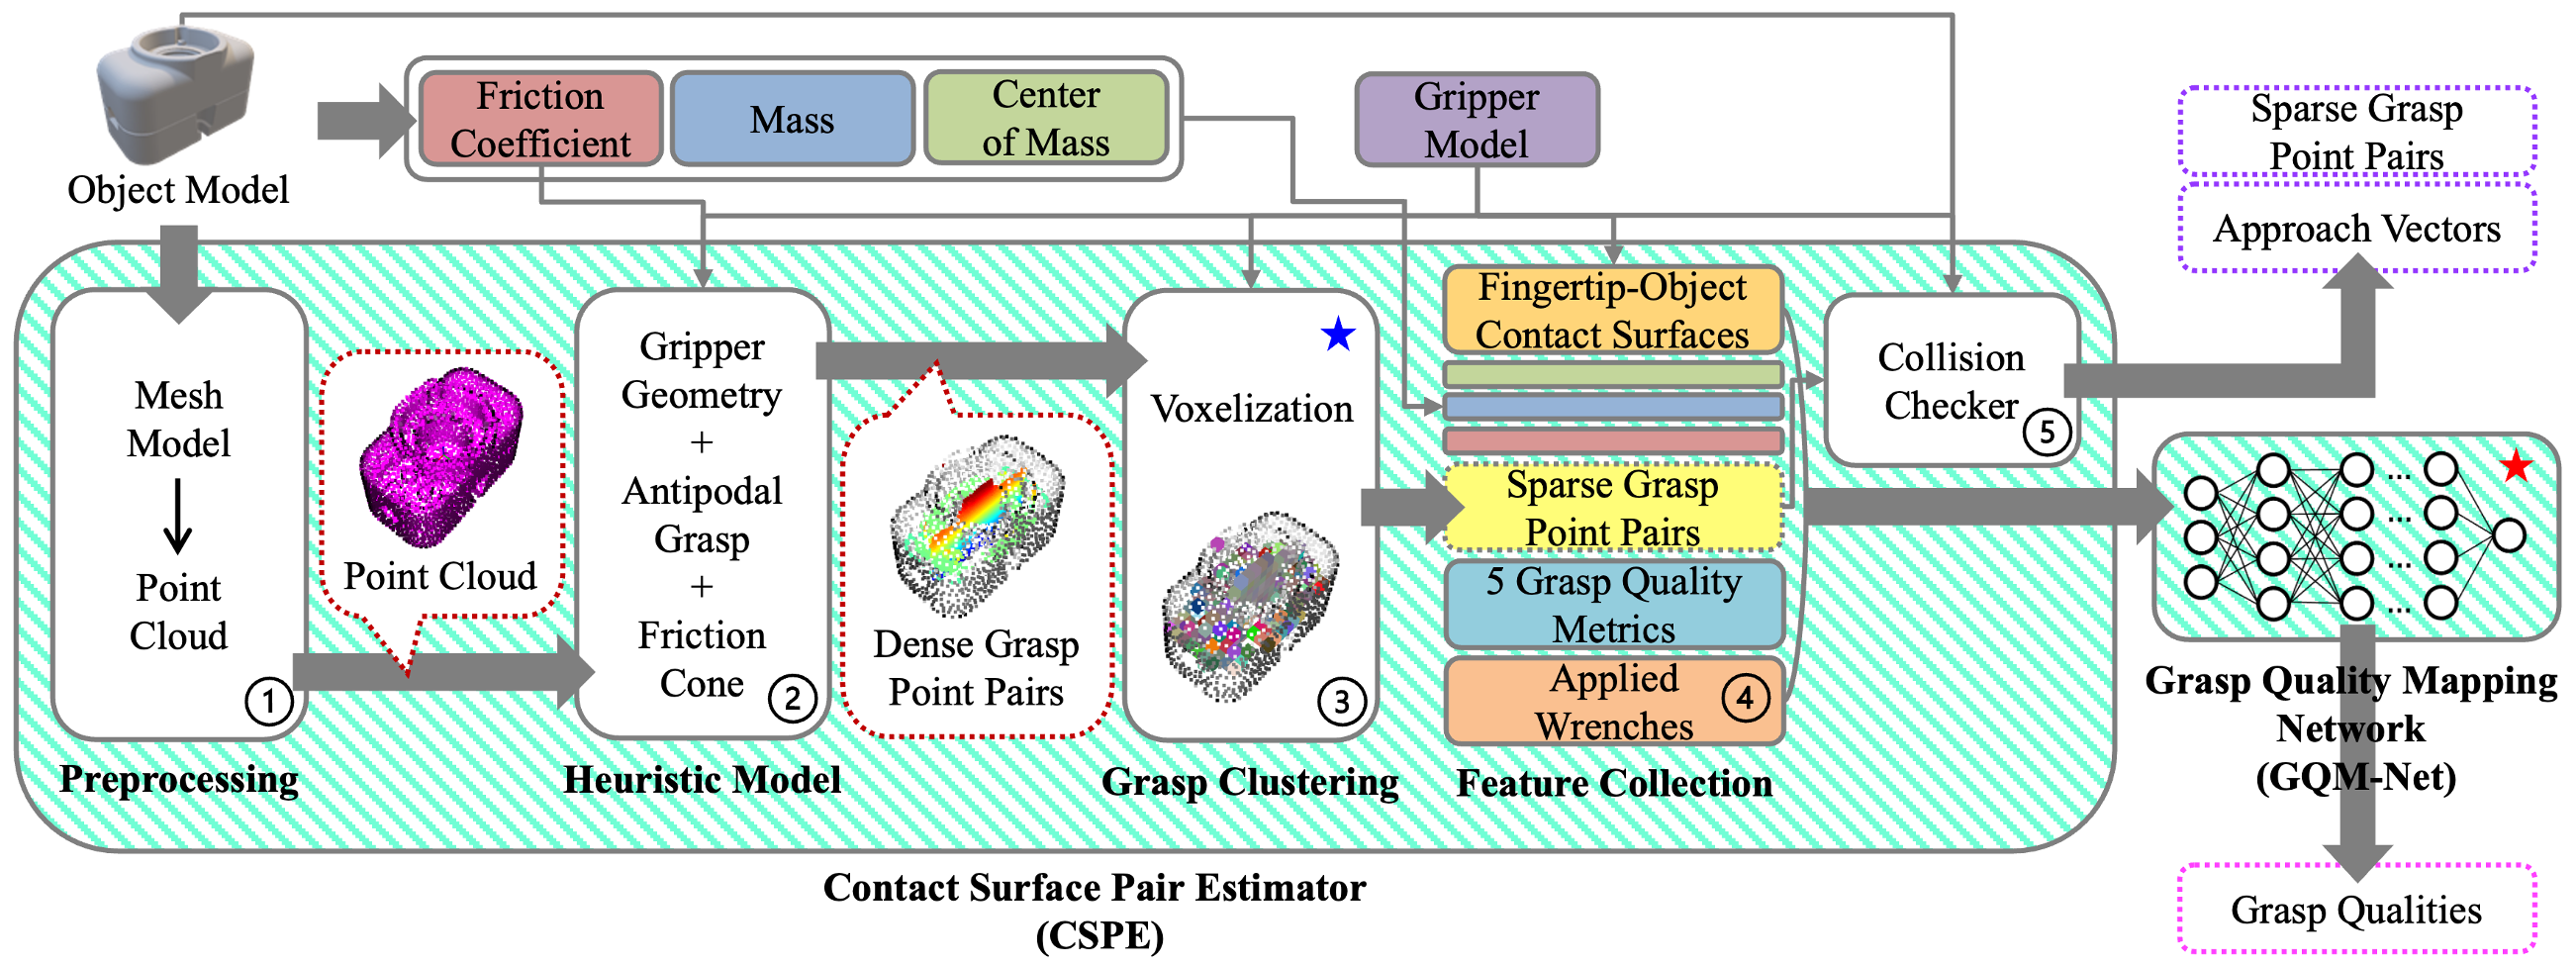 Object Model
Friction
Coefficient
Mass
Center
of Mass
Gripper
Model
Sparse Grasp
Point Pairs
Approach Vectors
Mesh
Model
Point
Cloud
1
Preprocessing
Point Cloud
Gripper
Geometry
+
Antipodal
Grasp
+
Friction
Cone
2
Heuristic Model
Dense Grasp
Point Pairs
Voxelization
3
Grasp Clustering
Fingertip-Object
Contact Surfaces
Sparse Grasp
Point Pairs
5 Grasp Quality
Metrics
Applied
Wrenches
4
Feature Collection
Collision
Checker
5
...
...
...
...
Grasp Quality Mapping
Network
(GQM-Net)
Grasp Qualities
Contact Surface Pair Estimator
(CSPE)